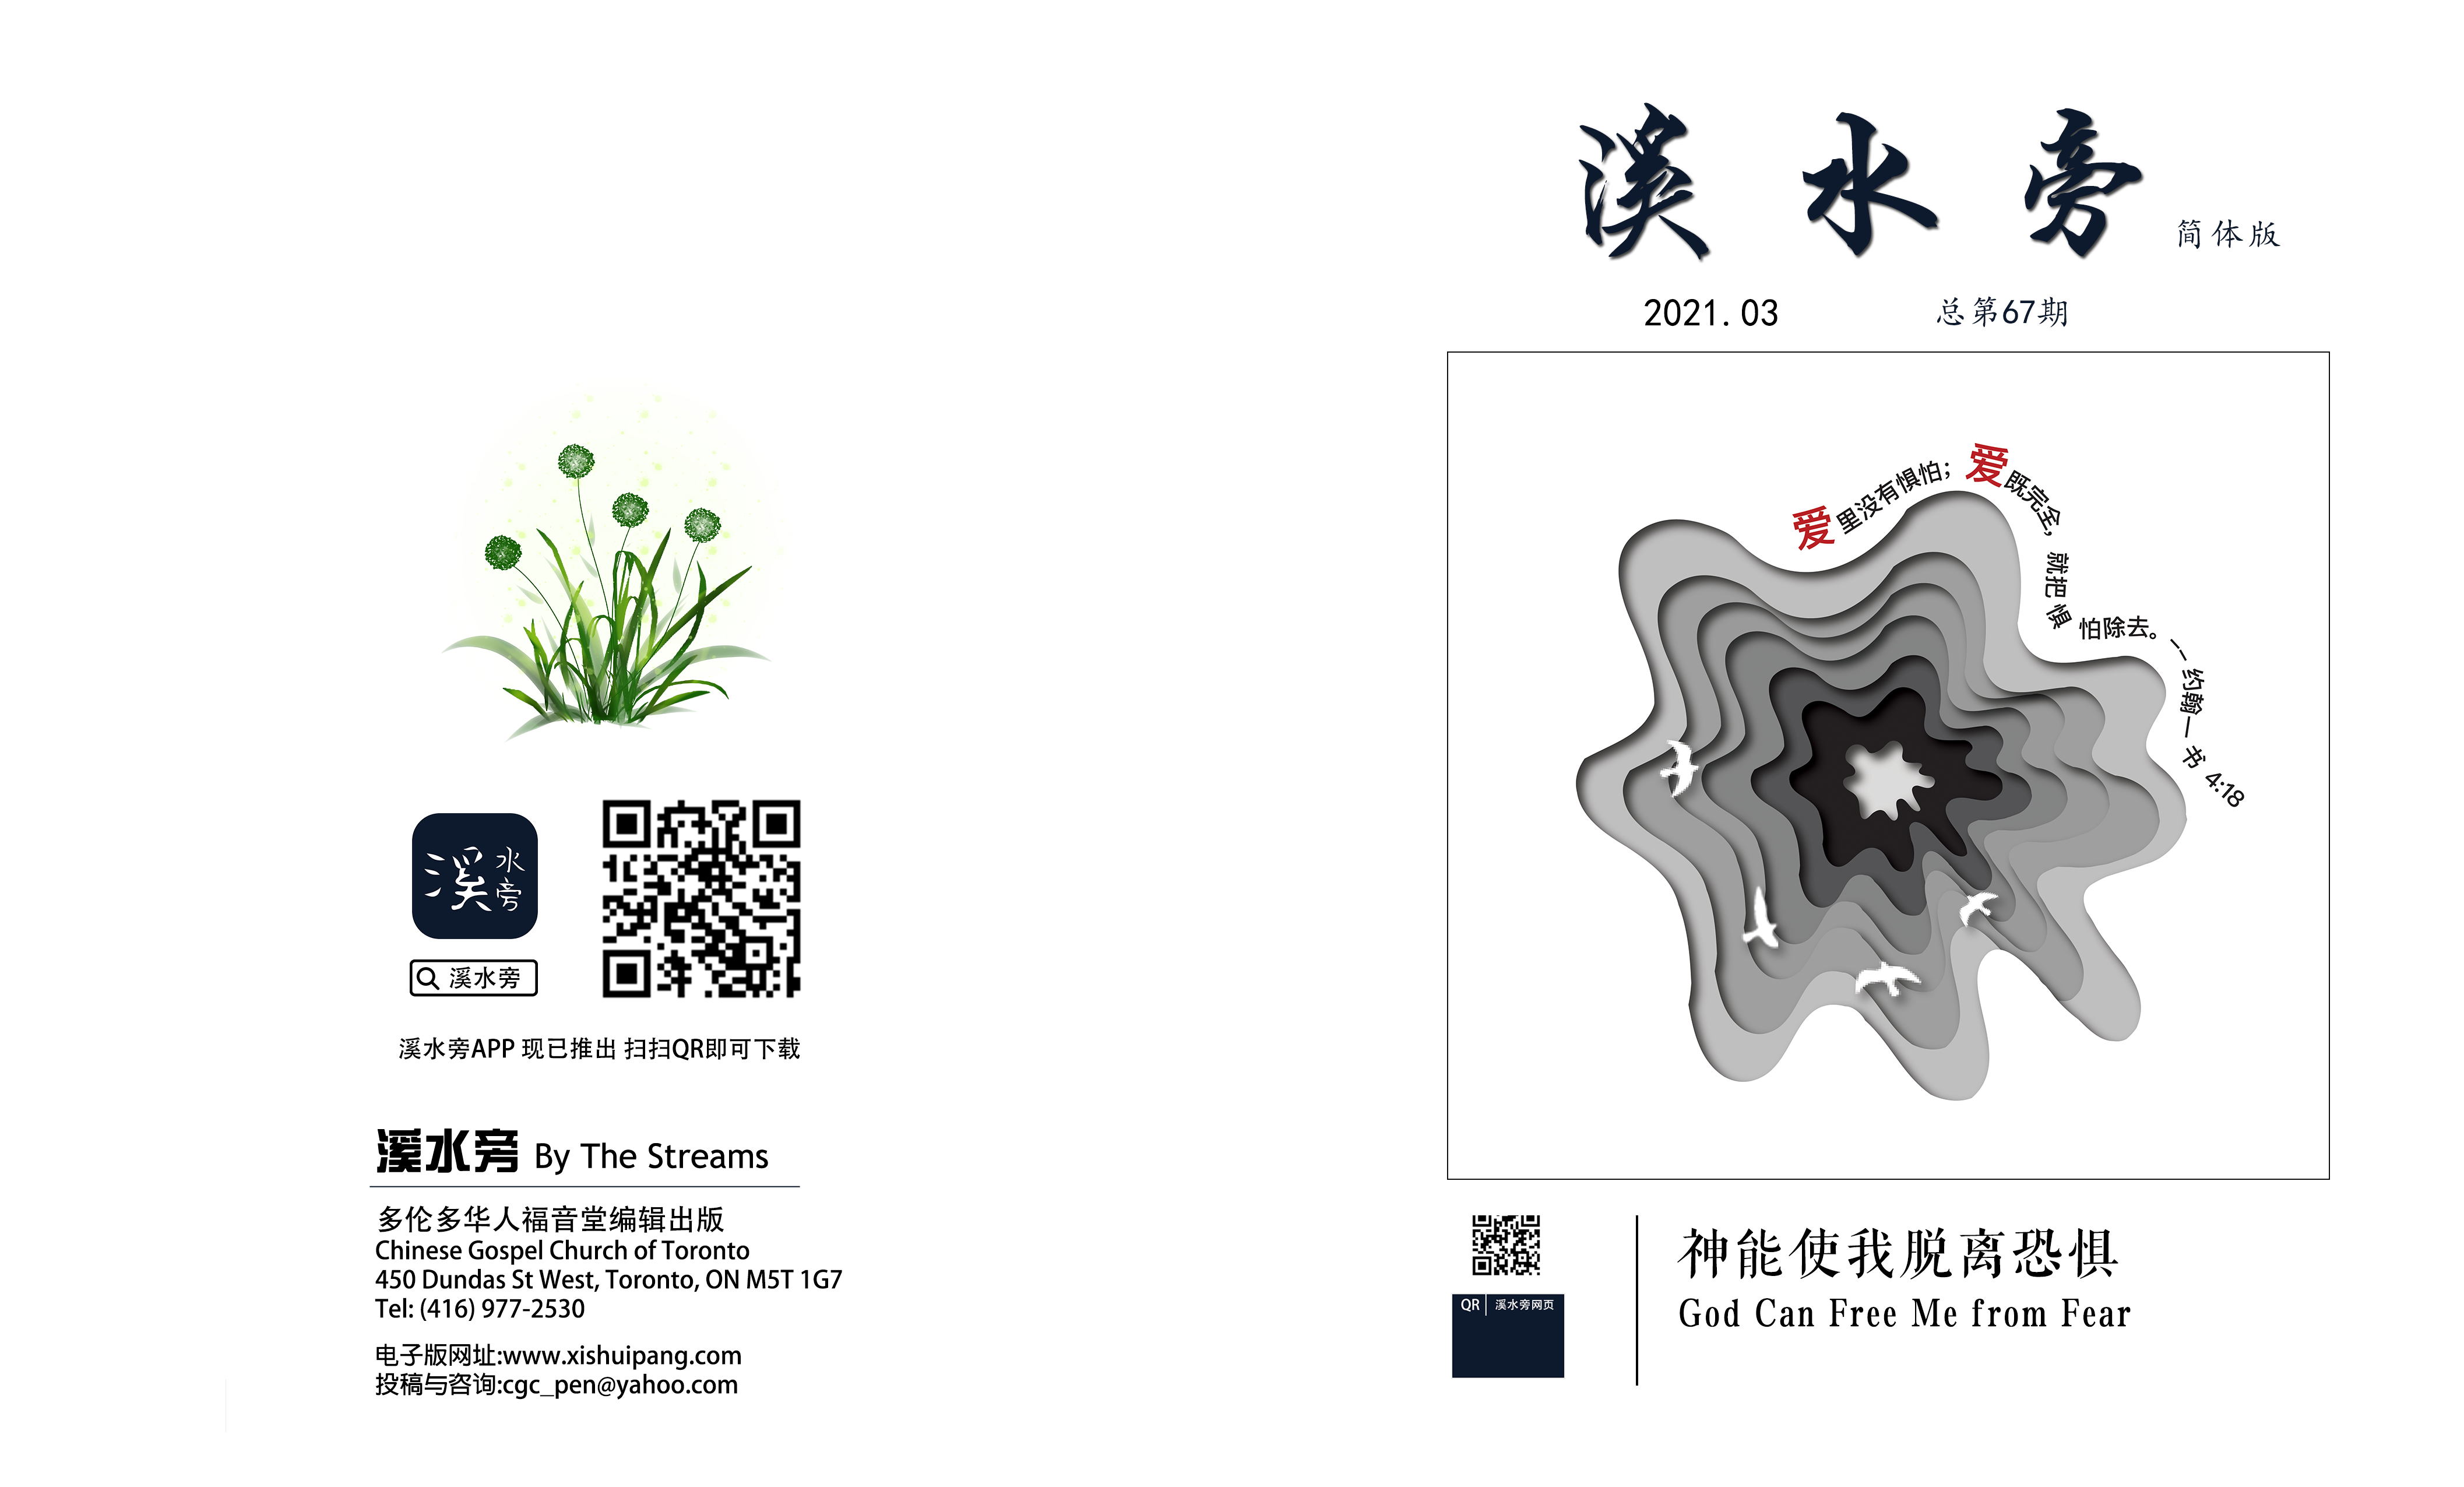 溪水旁
溪水旁
溪水旁APP 现已推出 扫扫QR即可下载
溪水旁 By The Streams
多伦多华人福音堂编辑出版
Chinese Gospel Church of Toronto
450 Dundas St West, Toronto, ON M5T 1G7
Tel: (416) 977-2530
电子版网址:www.xishuipang.com
投稿与咨询:cgc_pen@yahoo.com
溪水旁 简体版
2021.03 总第67期
爱里没有惧怕；爱既完全，就把惧怕除去。——约翰一书 4:18
QR | 溪水旁网页
神能使我脱离恐惧
God Can Free Me from Fear